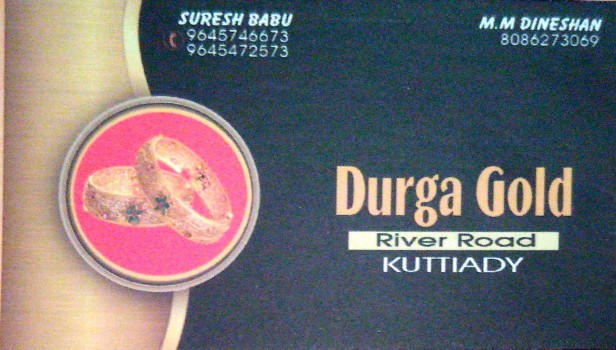 SURESH BABU
9645746673
9645472573
M.M DINESHAN
8086273069
Durga Gold
River Road
KUTTIADY